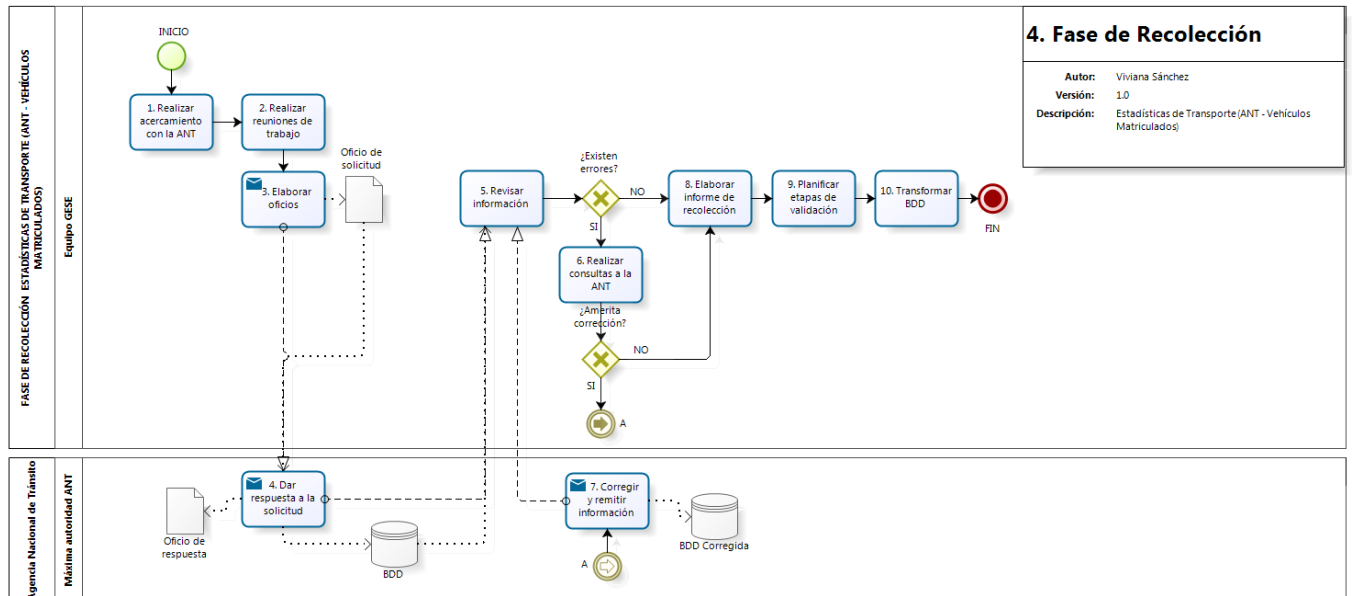 4. Fase de Recolección
Autor: Viviana Sánchez
Versión: 1.0
Descripción: Estadísticas de Transporte (ANT - Vehículos
Matriculados)
FASE DE RECOLECCIÓN ESTADÍSTICAS DE TRANSPORTE (ANT - VEHÍCULOS
MATRICULADOS)
Equipo GESE
INICIO
1. Realizar
acercamiento
con la ANT
2. Realizar
reuniones de
trabajo
3. Elaborar
oficios
Oficio de
solicitud
5. Revisar
información
¿Existen
errores?
NO
SI
6. Realizar
consultas a la
ANT
¿Amerita
corrección?
NO
SI
A
8. Elaborar
informe de
recolección
9. Planificar
etapas de
validación
10. Transformar
BDD
FIN
Agencia Nacional de Tránsito
Máxima autoridad ANT
4. Dar
respuesta a la
solicitud
Oficio de
respuesta
BDD
7. Corregir
y remitir
información
BDD Corregida
A